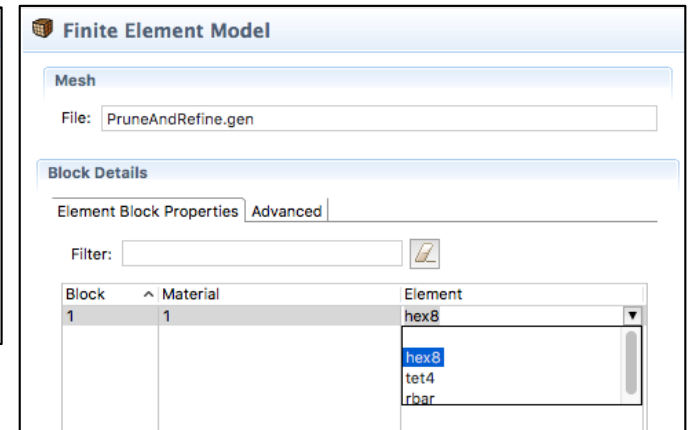 Finite Element Model
Mesh
File: PruneAndRefine.gen
Block Details
Element Block Properties Advanced
Filter:
Block Material Element
1 1 hex8
hex8
tet4
rbar